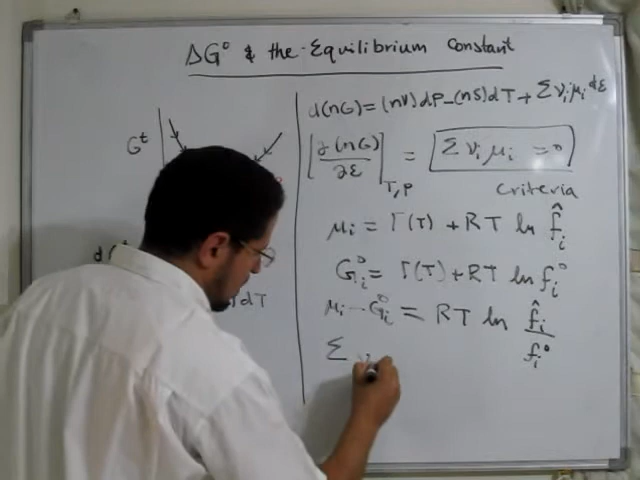 ΔG° & the Equilibrium Constant
G^t
dT
d(nG) = (nV)dP - (nS)dT + Σ νᵢ μᵢ dε
[∂(nG)/∂ε]_T,P = Σ νᵢ μᵢ = 0
Criteria
μᵢ = Γ(T) + RT ln f̂ᵢ
Gᵢ° = Γ(T) + RT ln fᵢ°
μᵢ - Gᵢ° = RT ln f̂ᵢ/fᵢ°
Σ